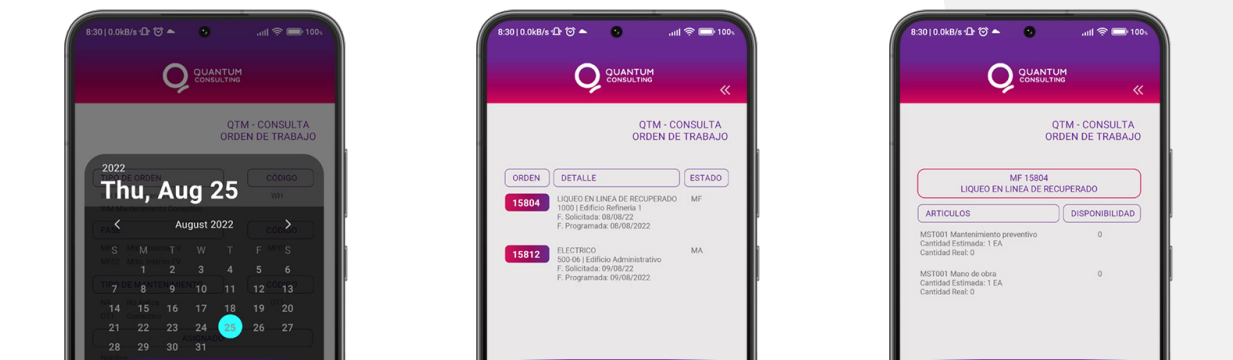 8:30 | 0.0kB/s
100%
QUANTUM
CONSULTING
QTM - CONSULTA
ORDEN DE TRABAJO
TIPO DE ORDEN
CÓDIGO
WH
2022
Thu, Aug 25
August 2022
S M T W T F S
1 2 3 4 5 6
7 8 9 10 11 12 13
14 15 16 17 18 19 20
21 22 23 24 25 26 27
28 29 30 31
8:30 | 0.0kB/s
100%
QUANTUM
CONSULTING
QTM - CONSULTA
ORDEN DE TRABAJO
ORDEN DETALLE ESTADO
15804 LIQUEO EN LINEA DE RECUPERADO MF
1000 | Edificio Refineria 1
F. Solicitada: 08/08/22
F. Programada: 08/08/2022
15812 ELECTRICO MA
500-06 | Edificio Administrativo
F. Solicitada: 09/08/22
F. Programada: 09/08/2022
8:30 | 0.0kB/s
100%
QUANTUM
CONSULTING
QTM - CONSULTA
ORDEN DE TRABAJO
MF 15804
LIQUEO EN LINEA DE RECUPERADO
ARTICULOS DISPONIBILIDAD
MST001 Mantenimiento preventivo 0
Cantidad Estimada: 1 EA
Cantidad Real: 0
MST001 Mano de obra 0
Cantidad Estimada: 1 EA
Cantidad Real: 0